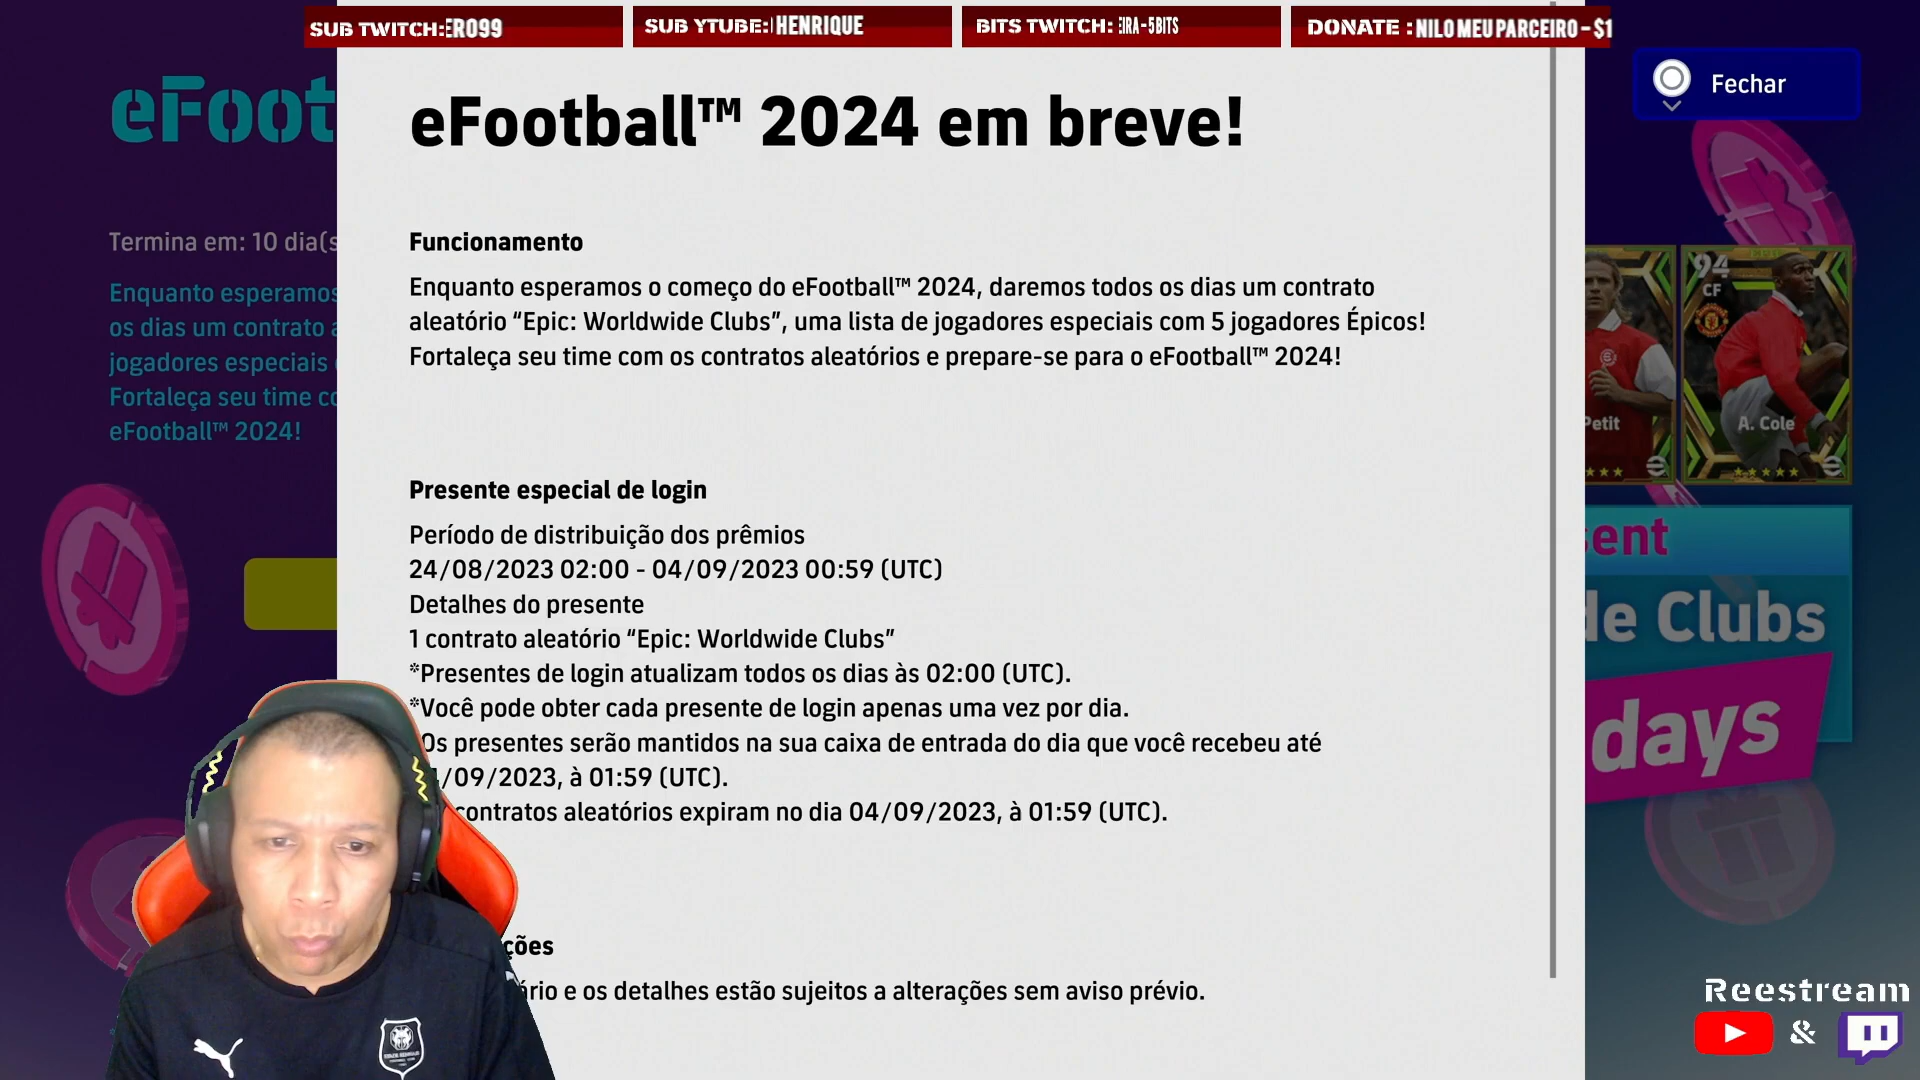 SUB TWITCH:ERO99
SUB YTUBE: HENRIQUE
BITS TWITCH: EIRA-5BITS
DONATE : NILO MEU PARCEIRO - $1
Fechar
eFoot
Termina em: 10 dia(s
Enquanto esperamos
os dias um contrato a
jogadores especiais
Fortaleça seu time co
eFootball™ 2024!
eFootball™ 2024 em breve!
Funcionamento
Enquanto esperamos o começo do eFootball™ 2024, daremos todos os dias um contrato
aleatório “Epic: Worldwide Clubs”, uma lista de jogadores especiais com 5 jogadores Épicos!
Fortaleça seu time com os contratos aleatórios e prepare-se para o eFootball™ 2024!
Presente especial de login
Período de distribuição dos prêmios
24/08/2023 02:00 - 04/09/2023 00:59 (UTC)
Detalhes do presente
1 contrato aleatório “Epic: Worldwide Clubs”
*Presentes de login atualizam todos os dias às 02:00 (UTC).
*Você pode obter cada presente de login apenas uma vez por dia.
Os presentes serão mantidos na sua caixa de entrada do dia que você recebeu até
/09/2023, à 01:59 (UTC).
contratos aleatórios expiram no dia 04/09/2023, à 01:59 (UTC).
ções
ário e os detalhes estão sujeitos a alterações sem aviso prévio.
Petit
94
CF
A. Cole
sent
de Clubs
days
Reestream
&